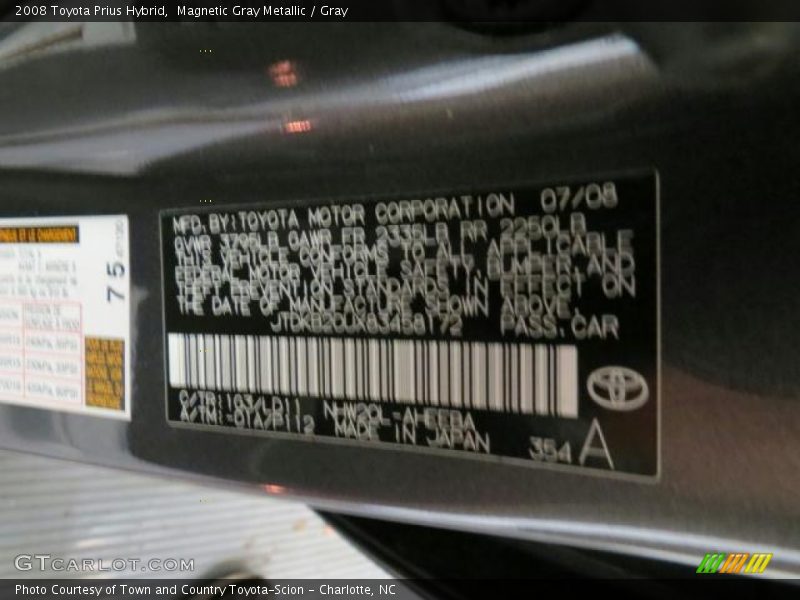 2008 Toyota Prius Hybrid,  Magnetic Gray Metallic / Gray
75
MFD. BY: TOYOTA MOTOR CORPORATION 07/08
GVWR 3795LB GAWR FR 2335LB RR 2250LB
THIS VEHICLE CONFORMS TO ALL APPLICABLE
FEDERAL MOTOR VEHICLE SAFETY, BUMPER, AND
THEFT PREVENTION STANDARDS IN EFFECT ON
THE DATE OF MANUFACTURE SHOWN ABOVE.
PASS. CAR
C/TR: 1G3/LD11 NHW20L-AHEEBA
A/TM: -01A/P112 MADE IN JAPAN
354 A
GTCARLOT.COM
Photo Courtesy of Town and Country Toyota-Scion - Charlotte, NC